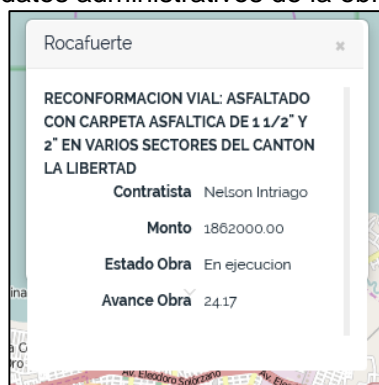 datos administrativos de la obr
Rocafuerte ×
RECONFORMACION VIAL: ASFALTADO
CON CARPETA ASFALTICA DE 1 1/2" Y
2" EN VARIOS SECTORES DEL CANTON
LA LIBERTAD
Contratista Nelson Intriago
Monto 1862000.00
Estado Obra En ejecucion
Avance Obra 24.17
ina
Av. Eleodoro Solorzano